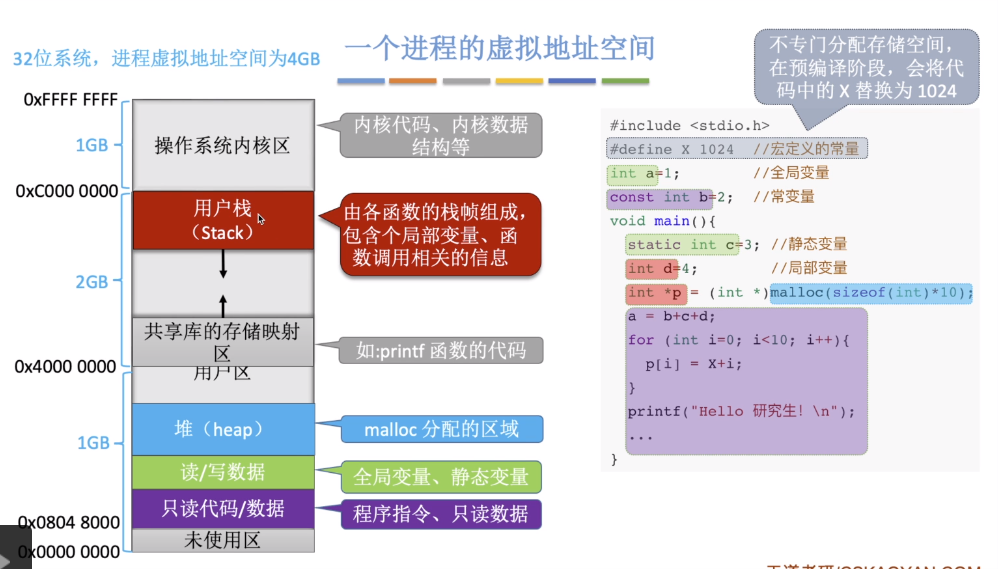 一个进程的虚拟地址空间
32位系统，进程虚拟地址空间为4GB
0xFFFF FFFF
1GB
操作系统内核区
内核代码、内核数据
结构等
0xC000 0000
用户栈
（Stack）
由各函数的栈帧组成，
包含个局部变量、函
数调用相关的信息
2GB
共享库的存储映射
区
如:printf 函数的代码
0x4000 0000
用户区
1GB
堆（heap）
malloc 分配的区域
读/写数据
全局变量、静态变量
只读代码/数据
程序指令、只读数据
0x0804 8000
未使用区
0x0000 0000
不专门分配存储空间，
在预编译阶段，会将代
码中的 X 替换为 1024
#include <stdio.h>
#define X 1024 //宏定义的常量
int a=1; //全局变量
const int b=2; //常变量
void main(){
static int c=3; //静态变量
int d=4; //局部变量
int *p = (int *)malloc(sizeof(int)*10);
a = b+c+d;
for (int i=0; i<10; i++){
p[i] = X+i;
}
printf("Hello 研究生！\n");
...
}